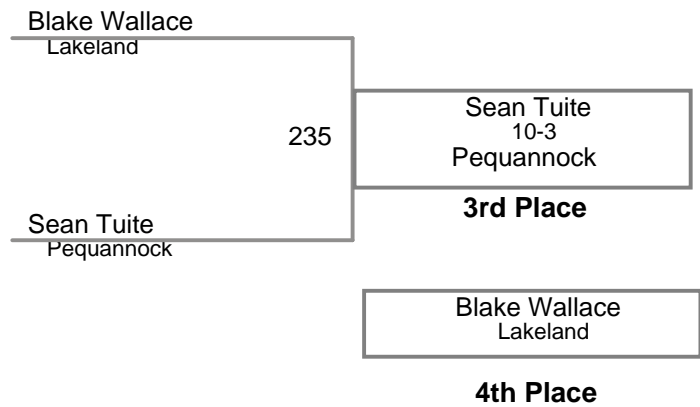 Blake Wallace
Lakeland
235
Sean Tuite
10-3
Pequannock
3rd Place
Sean Tuite
Pequannock
Blake Wallace
Lakeland
4th Place